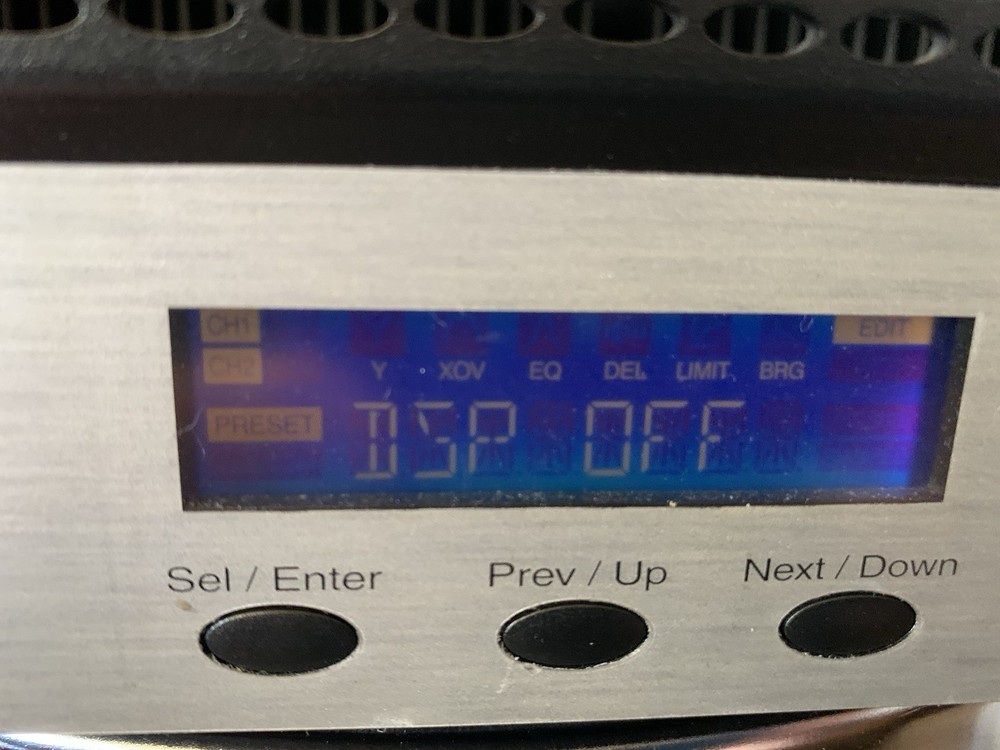 CH1 EDIT
CH2 Y XOV EQ DEL LIMIT BRG
PRESET DSP OFF
Sel / Enter Prev / Up Next / Down